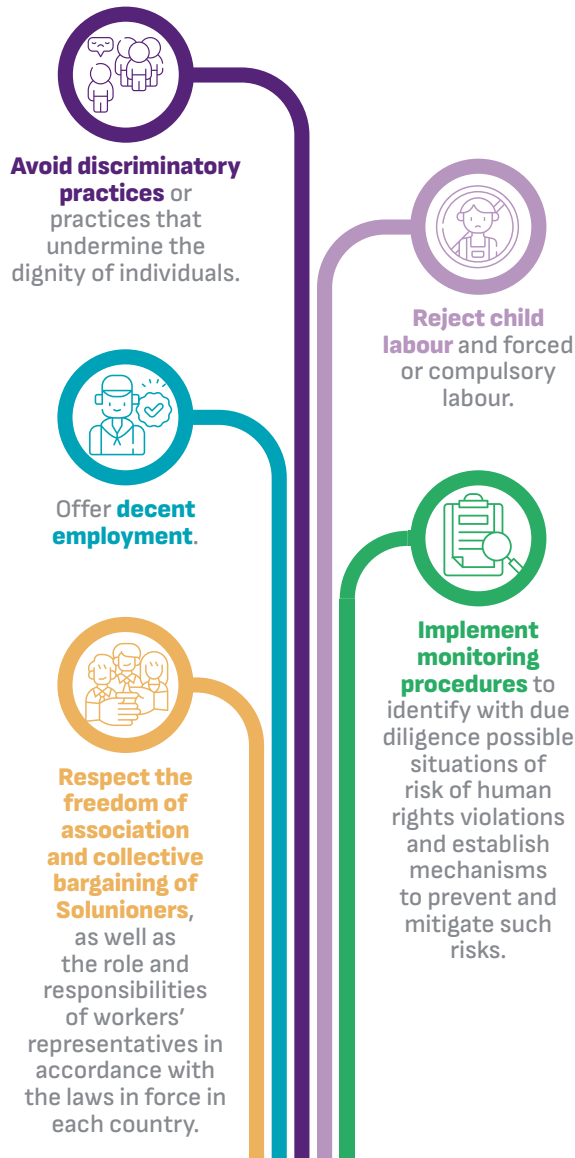 Avoid discriminatory
practices or
practices that
undermine the
dignity of individuals.
Reject child
labour and forced
or compulsory
labour.
Offer decent
employment.
Implement
monitoring
procedures to
identify with due
diligence possible
situations of
risk of human
rights violations
and establish
mechanisms
to prevent and
mitigate such
risks.
Respect the
freedom of
association
and collective
bargaining of
Solunioners,
as well as
the role and
responsibilities
of workers’
representatives in
accordance with
the laws in force in
each country.